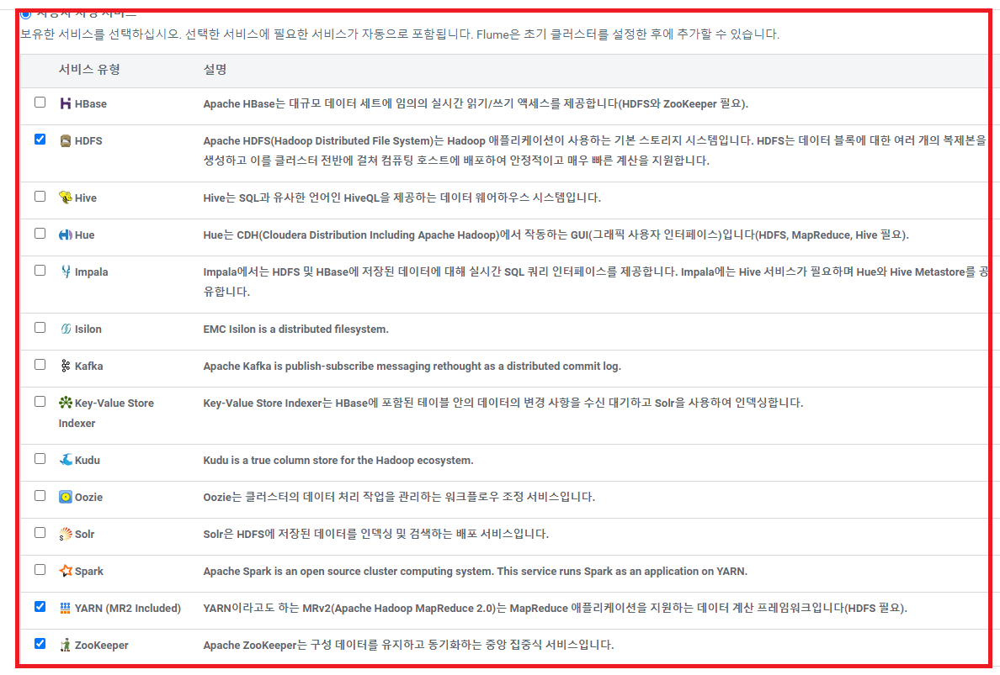 사용자 지정 서비스
보유한 서비스를 선택하십시오. 선택한 서비스에 필요한 서비스가 자동으로 포함됩니다. Flume은 초기 클러스터를 설정한 후에 추가할 수 있습니다.
서비스 유형 설명
HBase Apache HBase는 대규모 데이터 세트에 임의의 실시간 읽기/쓰기 액세스를 제공합니다(HDFS와 ZooKeeper 필요).
HDFS Apache HDFS(Hadoop Distributed File System)는 Hadoop 애플리케이션이 사용하는 기본 스토리지 시스템입니다. HDFS는 데이터 블록에 대한 여러 개의 복제본을
생성하고 이를 클러스터 전반에 걸쳐 컴퓨팅 호스트에 배포하여 안정적이고 매우 빠른 계산을 지원합니다.
Hive Hive는 SQL과 유사한 언어인 HiveQL을 제공하는 데이터 웨어하우스 시스템입니다.
Hue Hue는 CDH(Cloudera Distribution Including Apache Hadoop)에서 작동하는 GUI(그래픽 사용자 인터페이스)입니다(HDFS, MapReduce, Hive 필요).
Impala Impala에서는 HDFS 및 HBase에 저장된 데이터에 대해 실시간 SQL 쿼리 인터페이스를 제공합니다. Impala에는 Hive 서비스가 필요하며 Hue와 Hive Metastore를 공
유합니다.
Isilon EMC Isilon is a distributed filesystem.
Kafka Apache Kafka is publish-subscribe messaging rethought as a distributed commit log.
Key-Value Store Key-Value Store Indexer는 HBase에 포함된 테이블 안의 데이터의 변경 사항을 수신 대기하고 Solr을 사용하여 인덱싱합니다.
Indexer
Kudu Kudu is a true column store for the Hadoop ecosystem.
Oozie Oozie는 클러스터의 데이터 처리 작업을 관리하는 워크플로우 조정 서비스입니다.
Solr Solr은 HDFS에 저장된 데이터를 인덱싱 및 검색하는 배포 서비스입니다.
Spark Apache Spark is an open source cluster computing system. This service runs Spark as an application on YARN.
YARN (MR2 Included) YARN이라고도 하는 MRv2(Apache Hadoop MapReduce 2.0)는 MapReduce 애플리케이션을 지원하는 데이터 계산 프레임워크입니다(HDFS 필요).
ZooKeeper Apache ZooKeeper는 구성 데이터를 유지하고 동기화하는 중앙 집중식 서비스입니다.